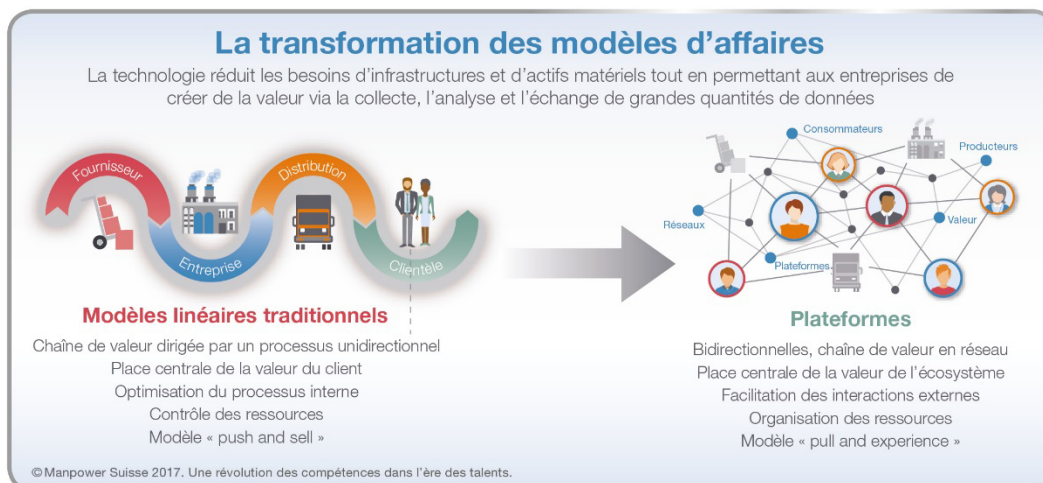 La transformation des modèles d’affaires
La technologie réduit les besoins d’infrastructures et d’actifs matériels tout en permettant aux entreprises de
créer de la valeur via la collecte, l’analyse et l’échange de grandes quantités de données
Fournisseur
Entreprise
Distribution
Clientèle
Modèles linéaires traditionnels
Chaîne de valeur dirigée par un processus unidirectionnel
Place centrale de la valeur du client
Optimisation du processus interne
Contrôle des ressources
Modèle « push and sell »
Consommateurs
Producteurs
Réseaux
Valeur
Plateformes
Plateformes
Bidirectionnelles, chaîne de valeur en réseau
Place centrale de la valeur de l’écosystème
Facilitation des interactions externes
Organisation des ressources
Modèle « pull and experience »
© Manpower Suisse 2017. Une révolution des compétences dans l’ère des talents.